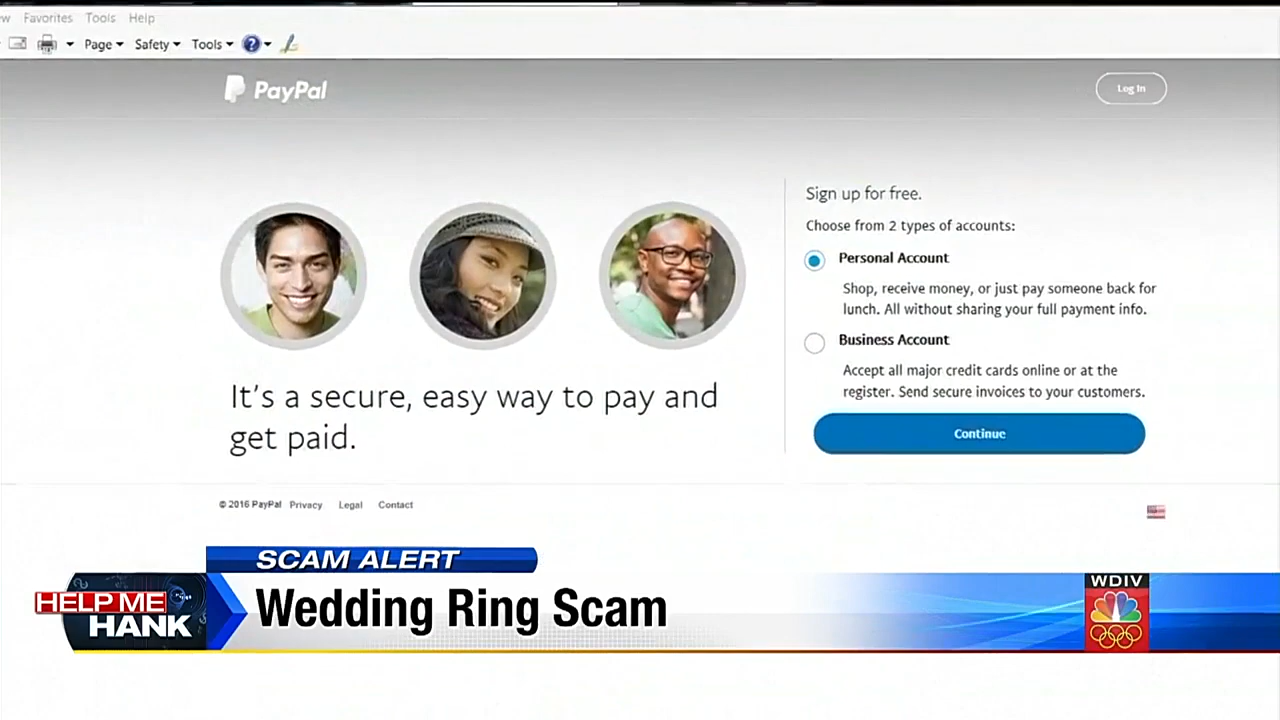 Favorites Tools Help
Page Safety Tools ?
PayPal
Log In
Sign up for free.
Choose from 2 types of accounts:
Personal Account
Shop, receive money, or just pay someone back for
lunch. All without sharing your full payment info.
Business Account
Accept all major credit cards online or at the
register. Send secure invoices to your customers.
Continue
It's a secure, easy way to pay and
get paid.
© 2016 PayPal Privacy Legal Contact
SCAM ALERT
HELP ME
HANK
Wedding Ring Scam
WDIV